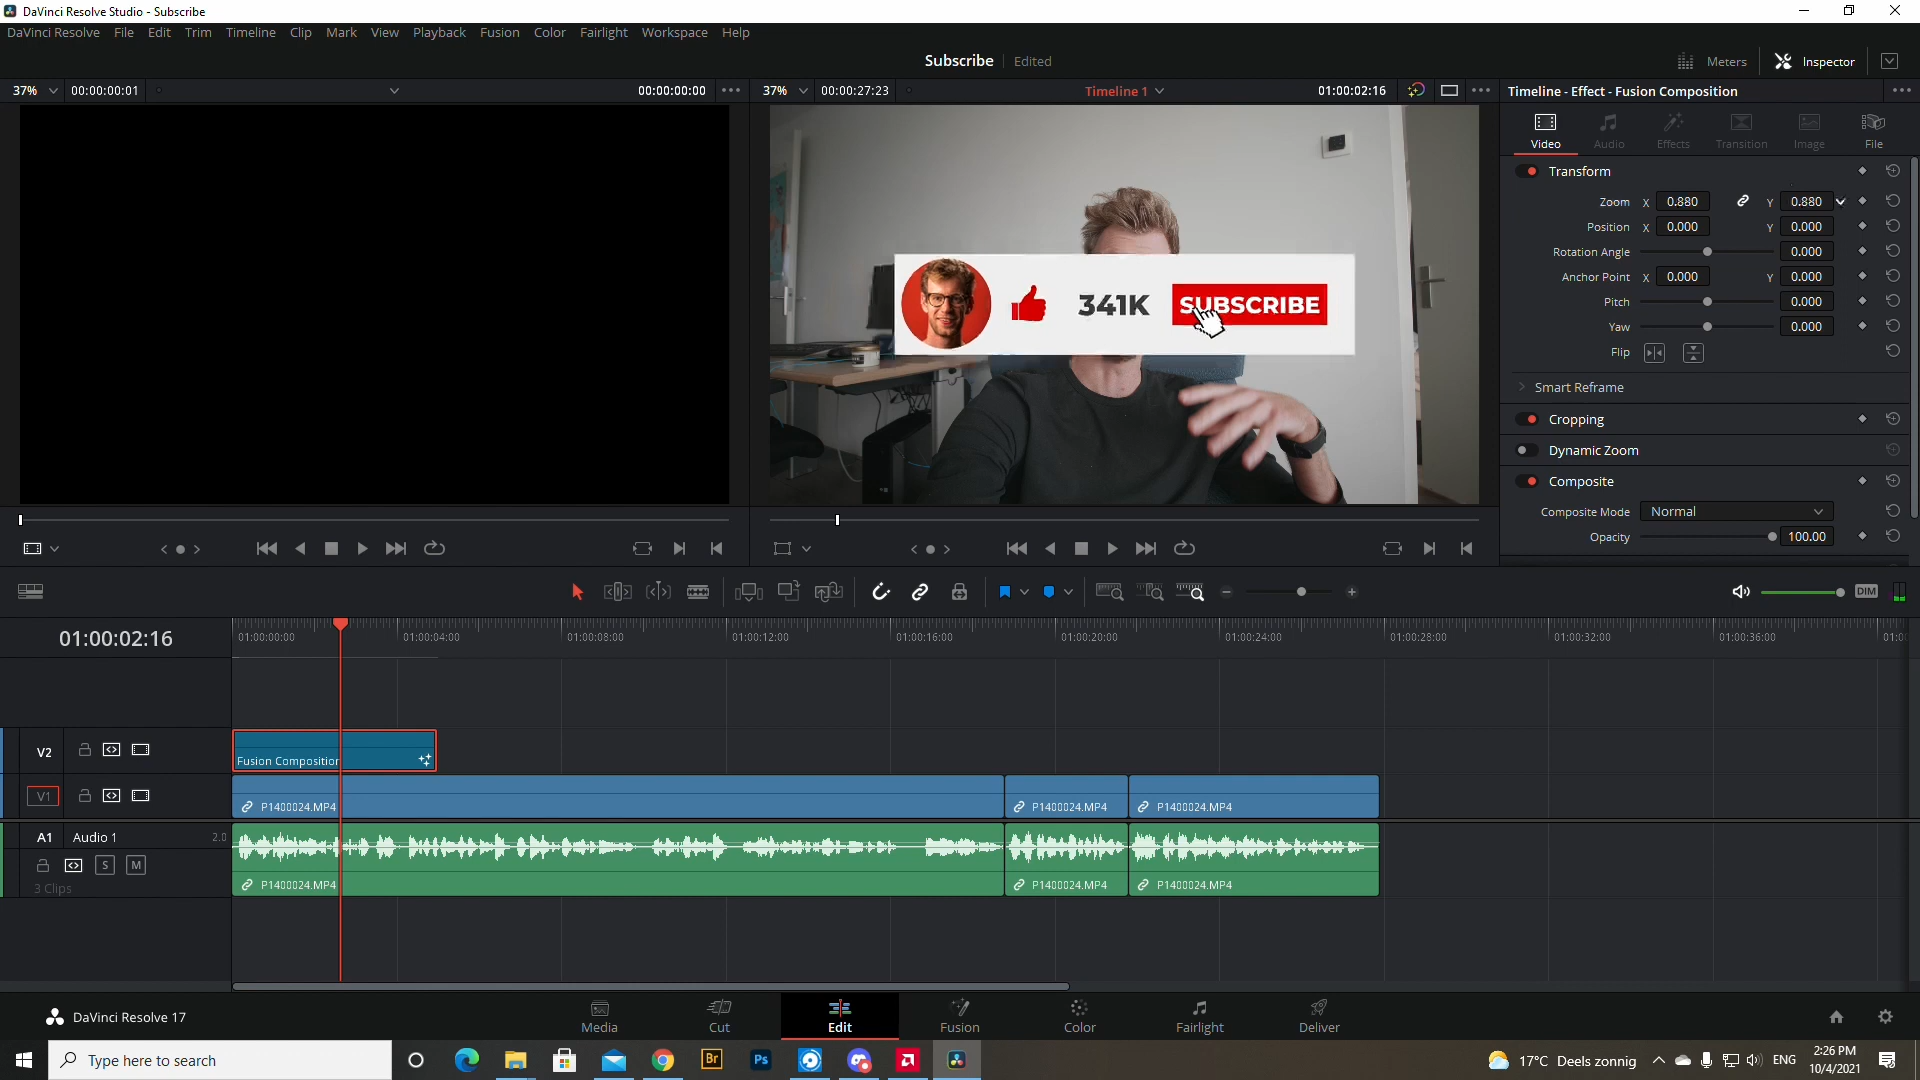 DaVinci Resolve Studio - Subscribe
DaVinci Resolve File Edit Trim Timeline Clip Mark View Playback Fusion Color Fairlight Workspace Help
Subscribe Edited Meters Inspector
37% 00:00:00:01 00:00:00:00 37% 00:00:27:23 Timeline 1 01:00:02:16 Timeline - Effect - Fusion Composition
Video Audio Effects Transition Image File
Transform
Zoom X 0.880 Y 0.880
Position X 0.000 Y 0.000
Rotation Angle 0.000
Anchor Point X 0.000 Y 0.000
Pitch 0.000
Yaw 0.000
Flip
Smart Reframe
Cropping
Dynamic Zoom
Composite
Composite Mode Normal
Opacity 100.00
341K SUBSCRIBE
DIM
01:00:02:16
01:00:00:00 01:00:04:00 01:00:08:00 01:00:12:00 01:00:16:00 01:00:20:00 01:00:24:00 01:00:28:00 01:00:32:00 01:00:36:00
V2 Fusion Composition
V1 P1400024.MP4 P1400024.MP4 P1400024.MP4
A1 Audio 1 2.0
S M
3 Clips P1400024.MP4 P1400024.MP4 P1400024.MP4
DaVinci Resolve 17 Media Cut Edit Fusion Color Fairlight Deliver
Type here to search Br Ps 17°C Deels zonnig ENG 2:26 PM
10/4/2021